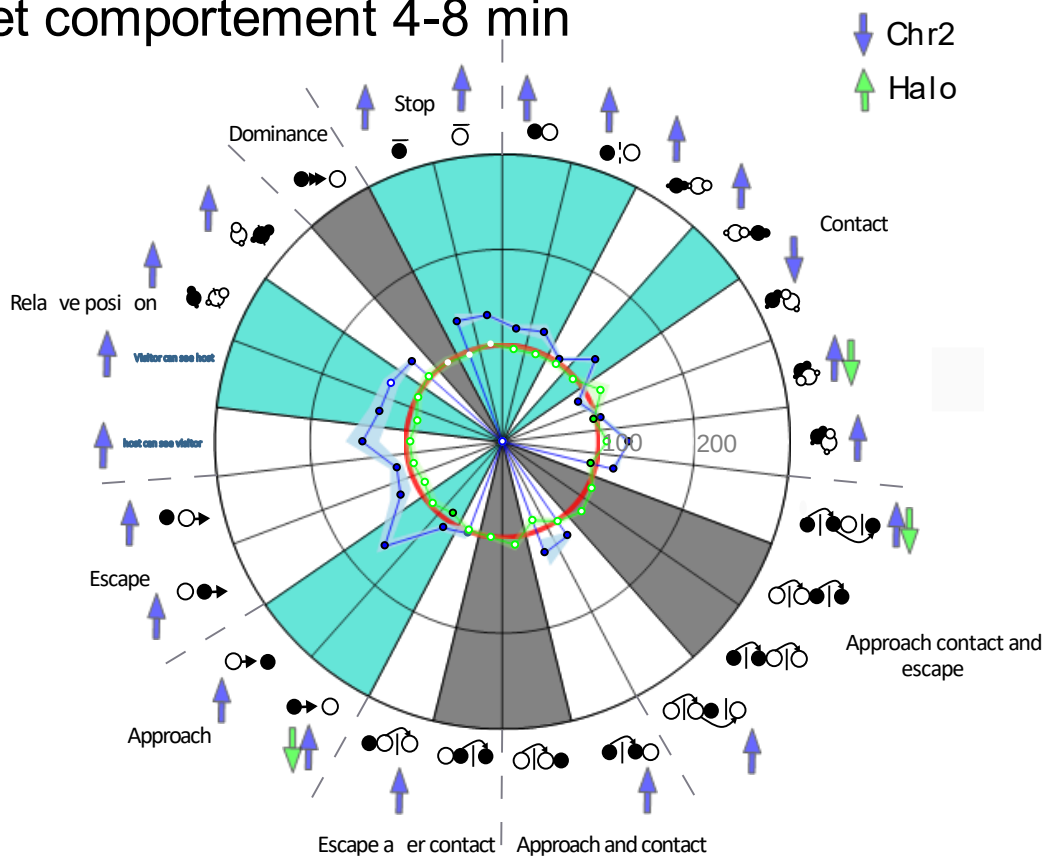 et comportement 4-8 min
Chr2
Halo
Stop
Dominance
Contact
Rela ve posi on
Visitor can see host
host can see visitor
100 200
Escape
Approach contact and
escape
Approach
Escape a er contact
Approach and contact